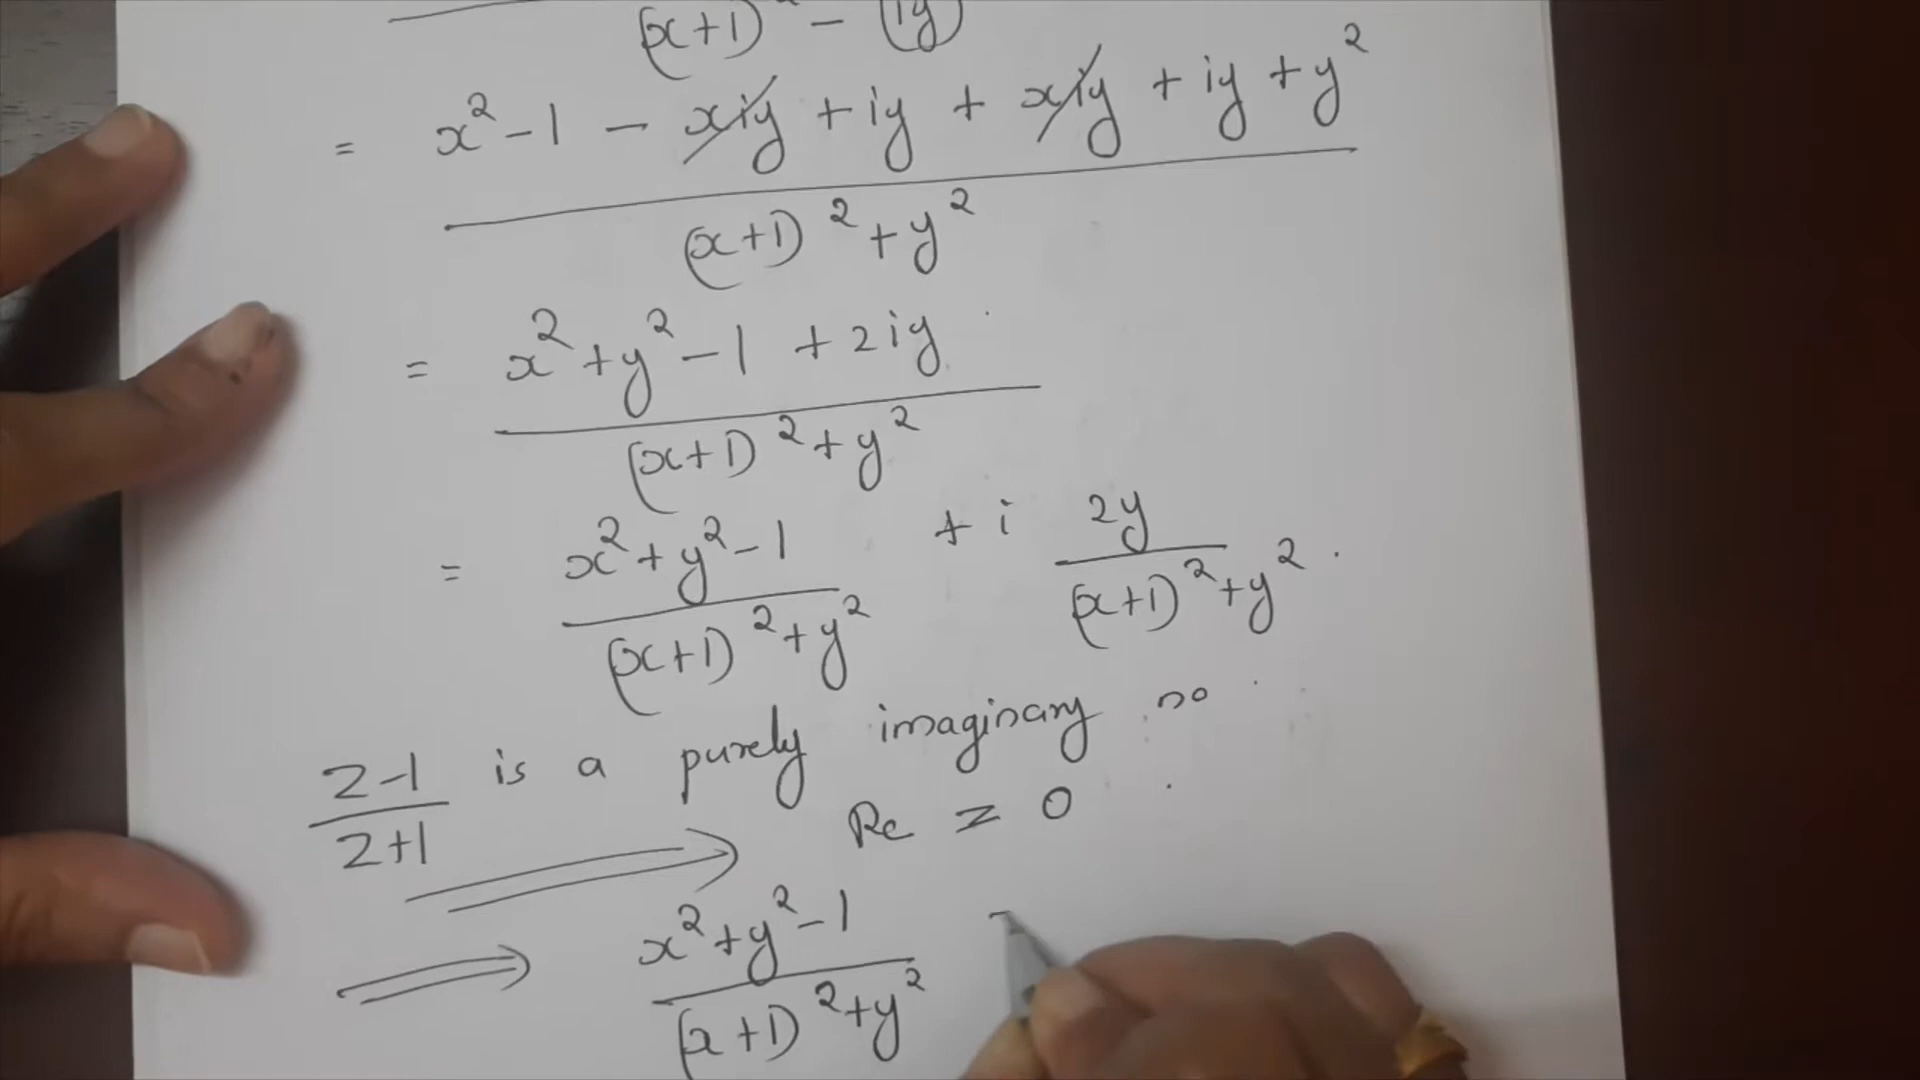 (x+1)² - (iy)
= x² - 1 - xiy + iy + xiy + iy + y²
(x+1)² + y²
= x² + y² - 1 + 2iy
(x+1)² + y²
= x² + y² - 1 + i 2y
(x+1)² + y² (x+1)² + y².
z-1 is a purely imaginary no
z+1
⟹ Re = 0
⟹ x² + y² - 1
(x+1)² + y²